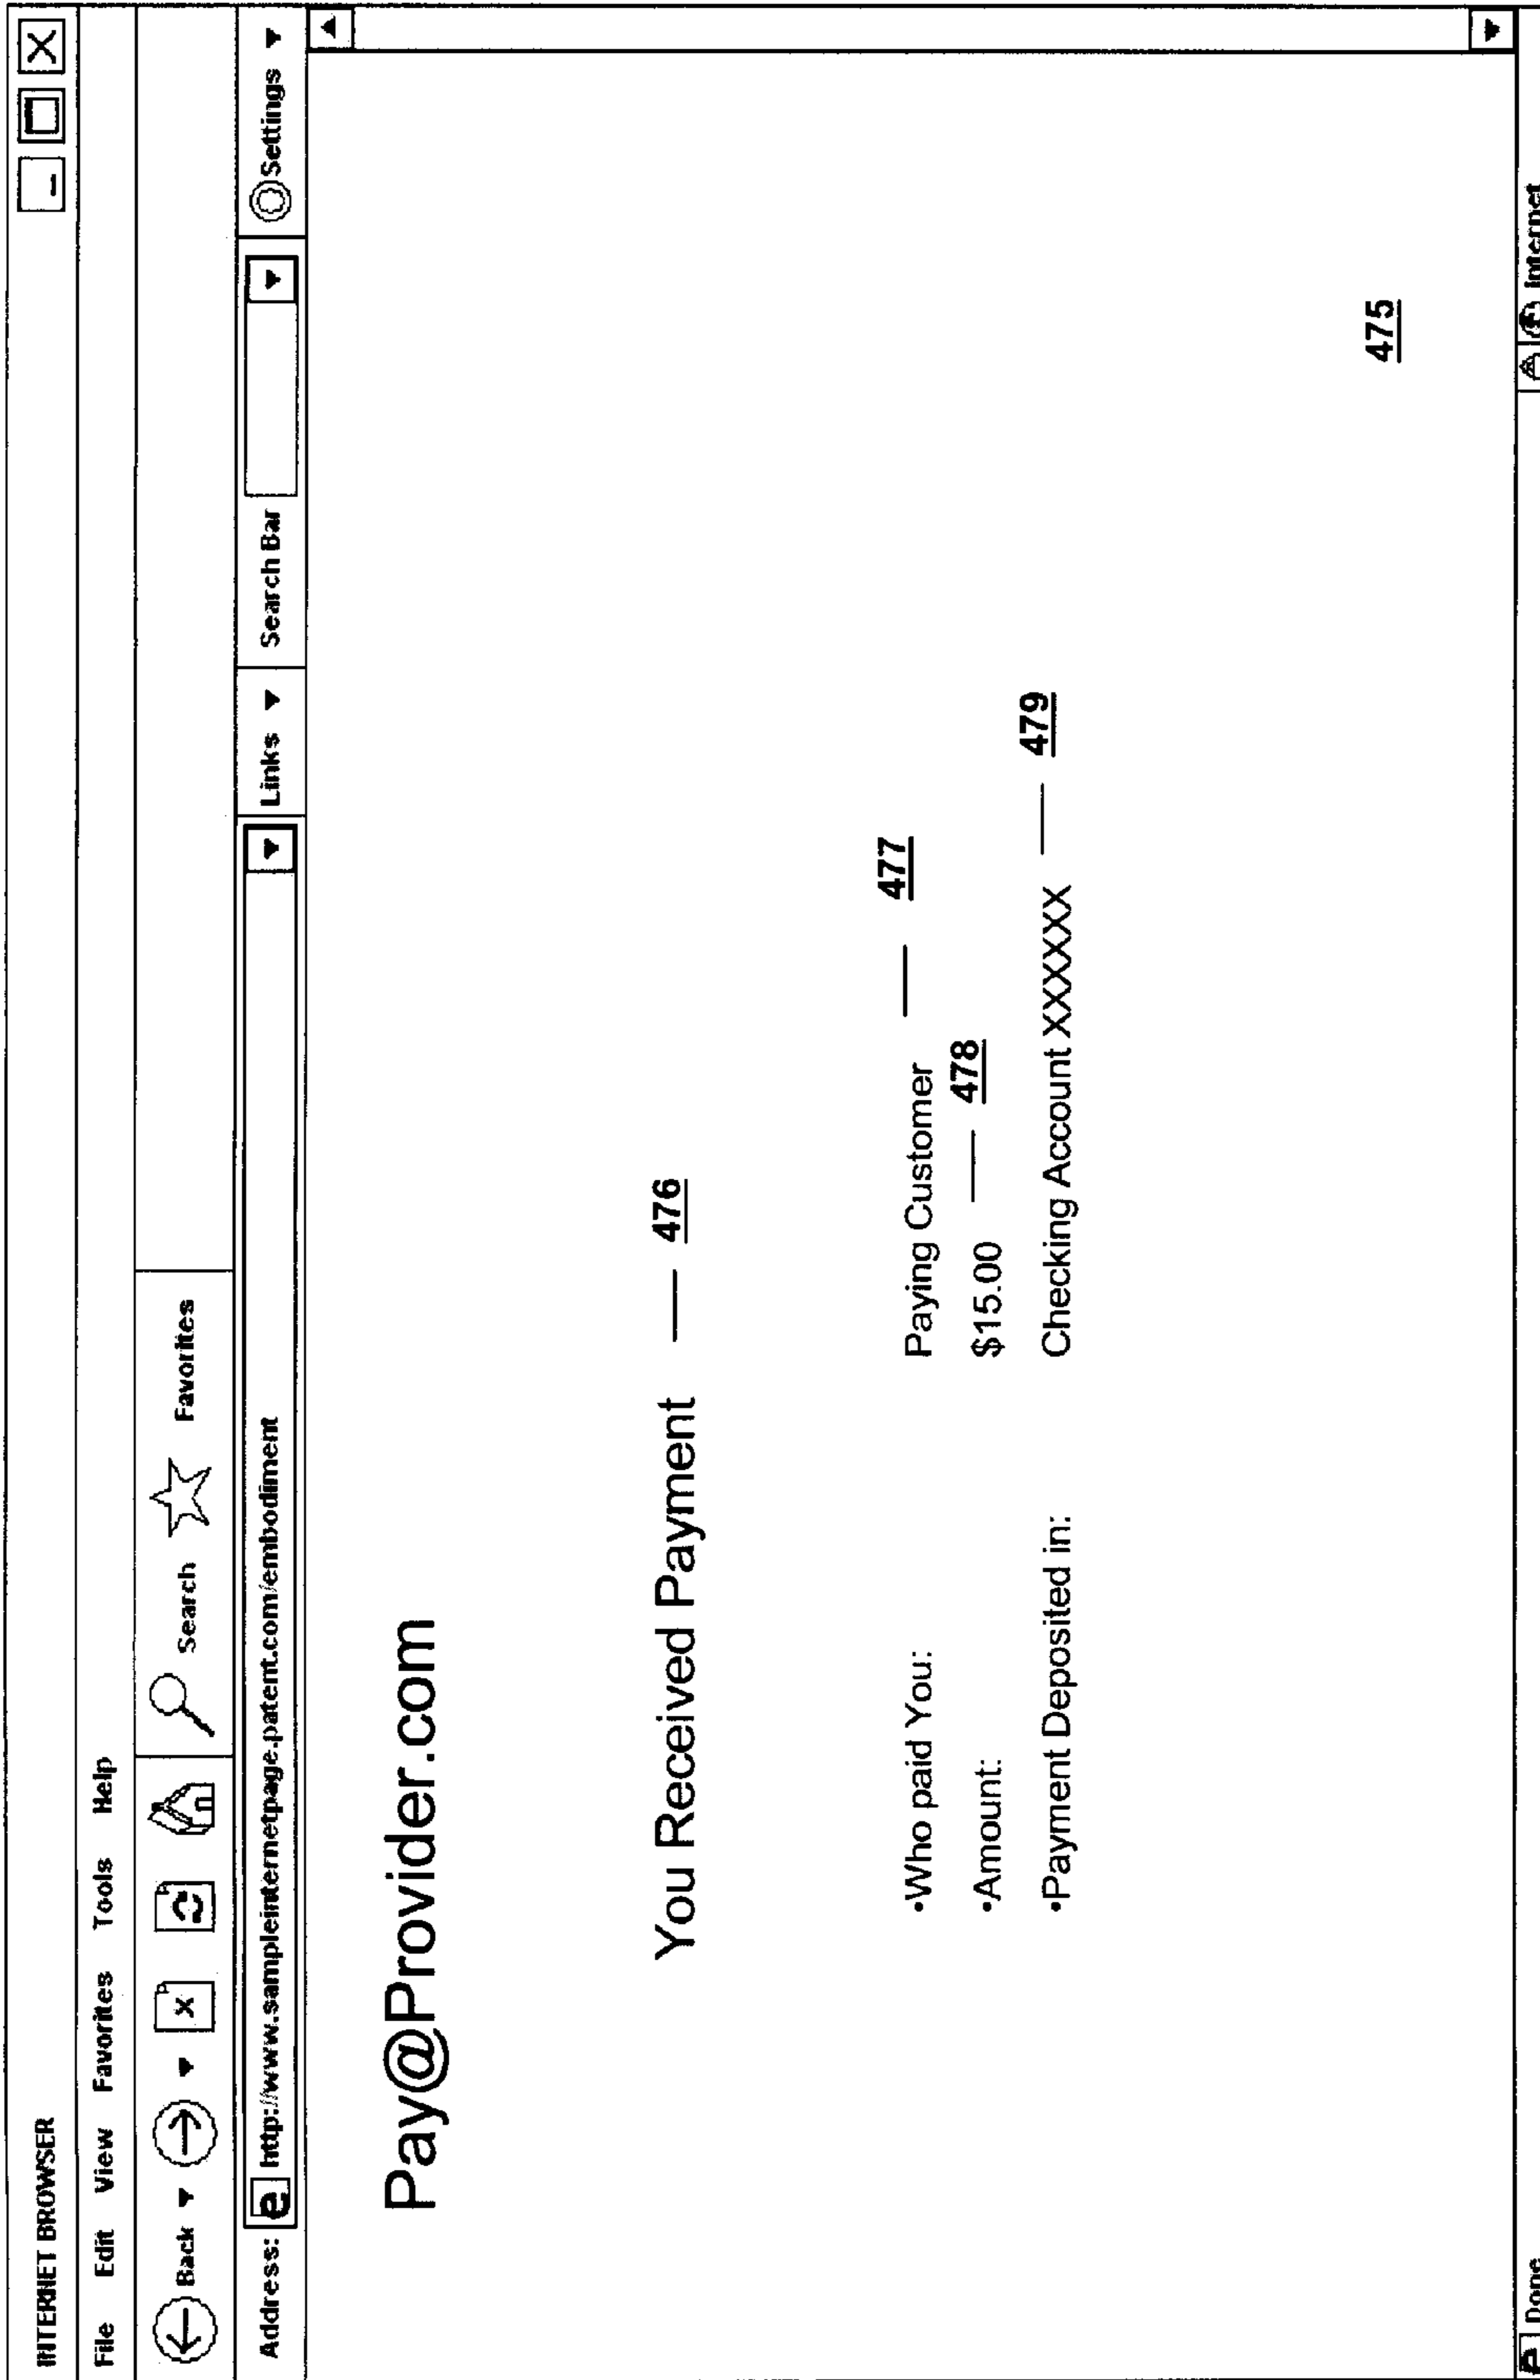 INTERNET BROWSER
File Edit View Favorites Tools Help
Back Search Favorites
Address: http://www.sampleinternetpage.patent.com/embodiment Links Search Bar Settings
Pay@Provider.com
You Received Payment — 476
•Who paid You: Paying Customer — 477
•Amount: $15.00 — 478
•Payment Deposited in: Checking Account XXXXXX — 479
475
Done Internet